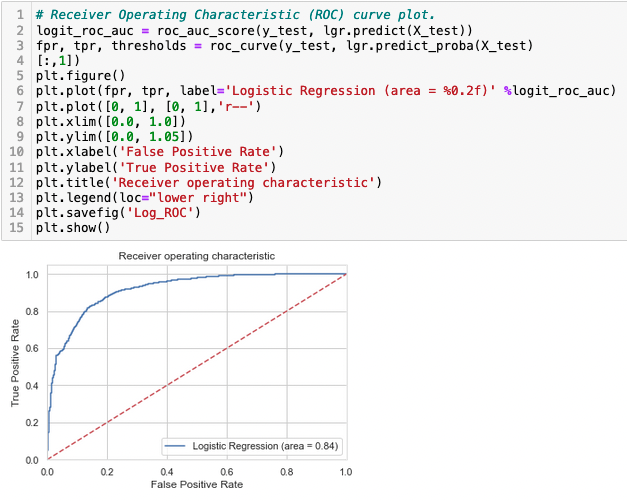 1 # Receiver Operating Characteristic (ROC) curve plot.
2 logit_roc_auc = roc_auc_score(y_test, lgr.predict(X_test))
3 fpr, tpr, thresholds = roc_curve(y_test, lgr.predict_proba(X_test)
4 [:,1])
5 plt.figure()
6 plt.plot(fpr, tpr, label='Logistic Regression (area = %0.2f)' %logit_roc_auc)
7 plt.plot([0, 1], [0, 1],'r--')
8 plt.xlim([0.0, 1.0])
9 plt.ylim([0.0, 1.05])
10 plt.xlabel('False Positive Rate')
11 plt.ylabel('True Positive Rate')
12 plt.title('Receiver operating characteristic')
13 plt.legend(loc="lower right")
14 plt.savefig('Log_ROC')
15 plt.show()
Receiver operating characteristic
True Positive Rate
1.0
0.8
0.6
0.4
0.2
0.0
Logistic Regression (area = 0.84)
0.0 0.2 0.4 0.6 0.8 1.0
False Positive Rate